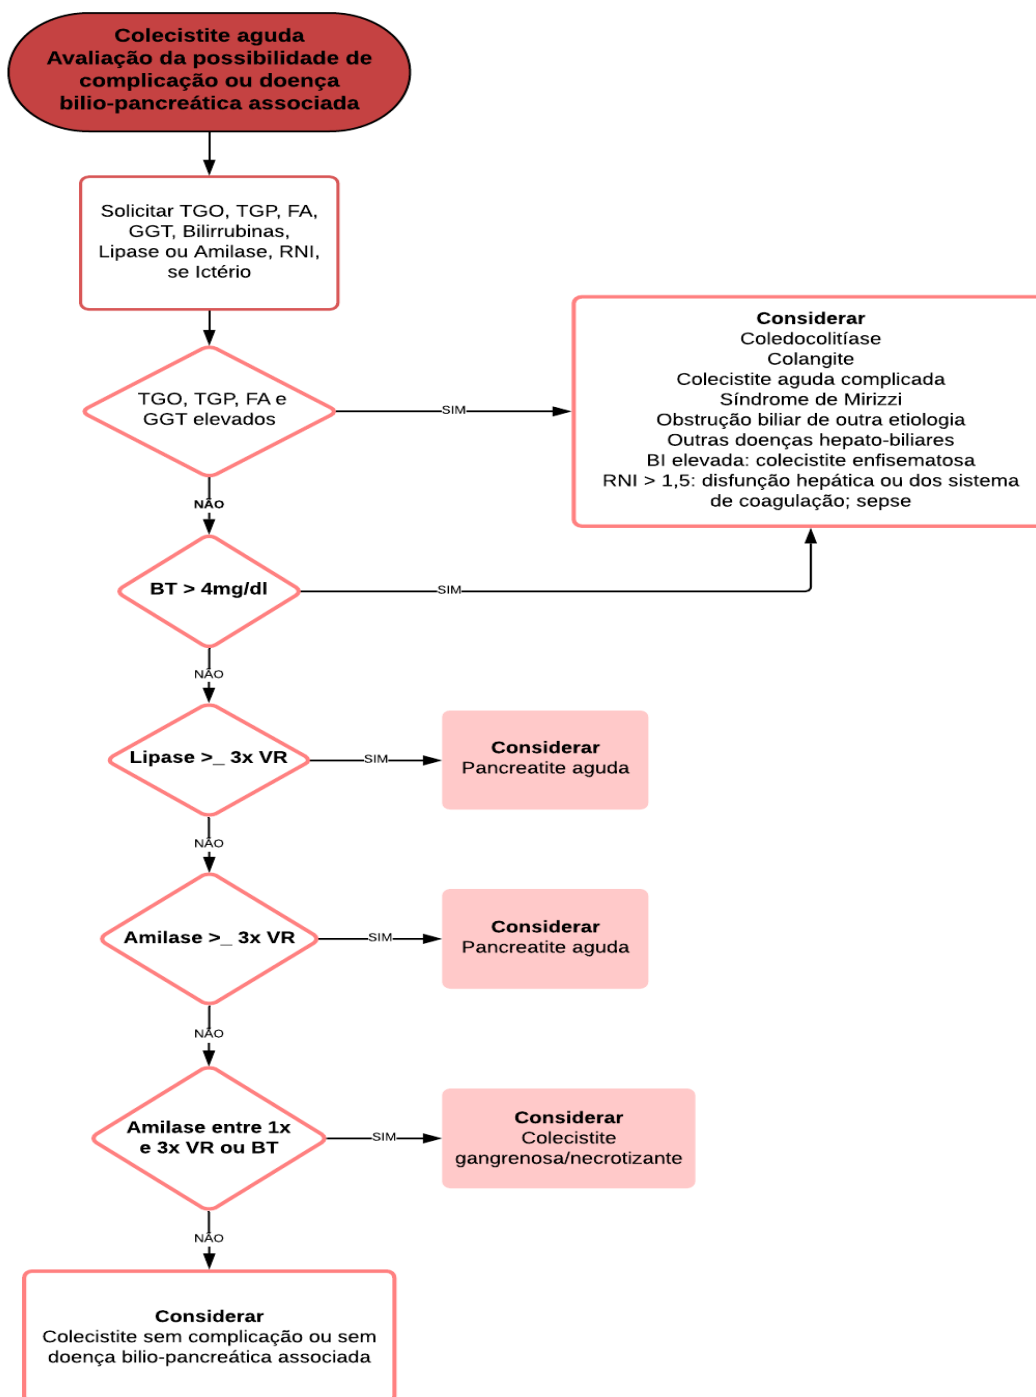 Colecistite aguda
Avaliação da possibilidade de
complicação ou doença
bilio-pancreática associada
Solicitar TGO, TGP, FA,
GGT, Bilirrubinas,
Lipase ou Amilase, RNI,
se Ictério
TGO, TGP, FA e
GGT elevados
SIM
Considerar
Coledocolitíase
Colangite
Colecistite aguda complicada
Síndrome de Mirizzi
Obstrução biliar de outra etiologia
Outras doenças hepato-biliares
BI elevada: colecistite enfisematosa
RNI > 1,5: disfunção hepática ou dos sistema
de coagulação; sepse
NÃO
BT > 4mg/dl
SIM
NÃO
Lipase >_ 3x VR
SIM
Considerar
Pancreatite aguda
NÃO
Amilase >_ 3x VR
SIM
Considerar
Pancreatite aguda
NÃO
Amilase entre 1x
e 3x VR ou BT
SIM
Considerar
Colecistite
gangrenosa/necrotizante
NÃO
Considerar
Colecistite sem complicação ou sem
doença bilio-pancreática associada